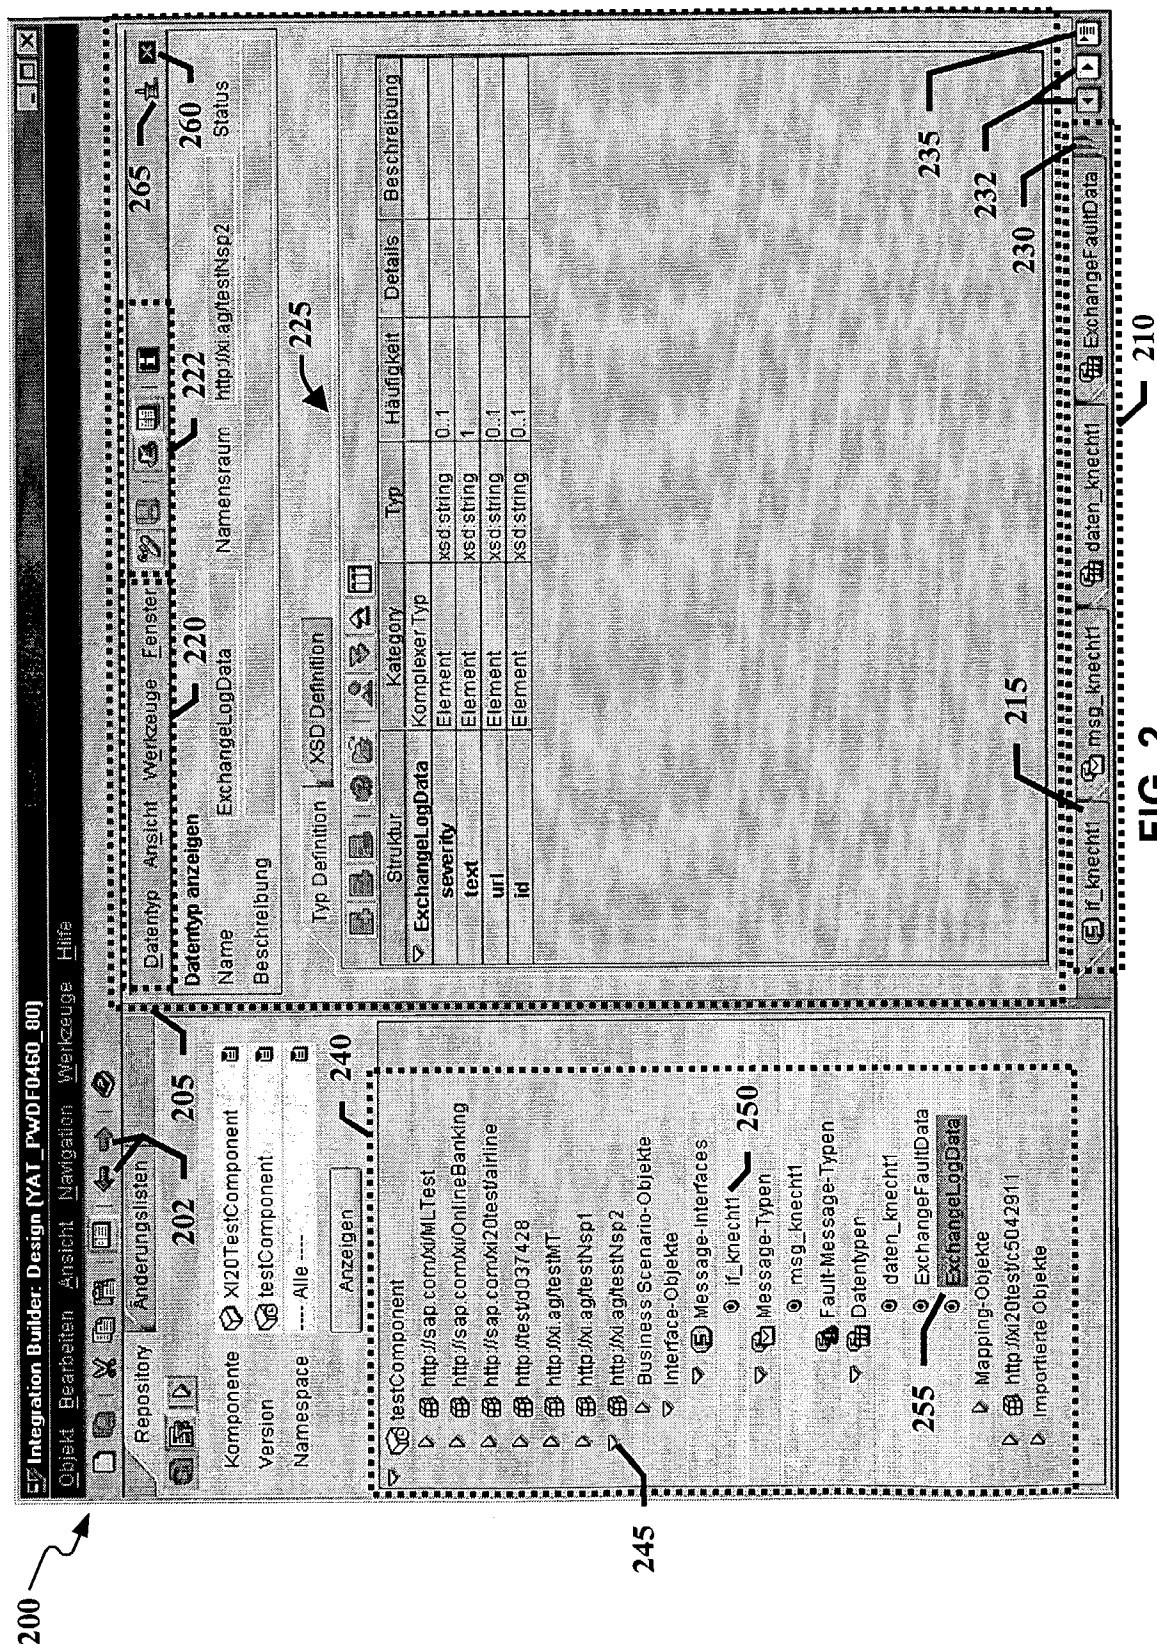 200
Integration Builder: Design (YAT_PWDF0460_80)
Objekt Bearbeiten Ansicht Navigation Werkzeuge Hilfe
Repository Änderungslisten
202
205
Komponente XI20TestComponent
Version testComponent
Namespace ---- Alle ----
Anzeigen
240
testComponent
http://sap.com/xi/MLTest
http://sap.com/xi/OnlineBanking
http://sap.com/xi20test/airline
http://test/d037428
http://xi.ag/testMT
http://xi.ag/testNsp1
http://xi.ag/testNsp2
245
Business-Scenario-Objekte
Interface-Objekte
Message-Interfaces
if_knecht1
250
Message-Typen
msg_knecht1
Fault-Message-Typen
Datentypen
daten_knecht1
ExchangeFaultData
ExchangeLogData
255
Mapping-Objekte
http://xi20test/c5042911
Importierte Objekte
Datentyp Ansicht Werkzeuge Fenster
220
222
265
260
Datentyp anzeigen
Name ExchangeLogData Namensraum http://xi.ag/testNsp2 Status
Beschreibung
225
Typ Definition XSD Definition
Struktur Kategory Typ Häufigkeit Details Beschreibung
ExchangeLogData Komplexer Typ
severity Element xsd:string 0..1
text Element xsd:string 1
url Element xsd:string 0..1
id Element xsd:string 0..1
215
230
232
235
if_knecht1 msg_knecht1 daten_knecht1 ExchangeFaultData
210
FIG. 2